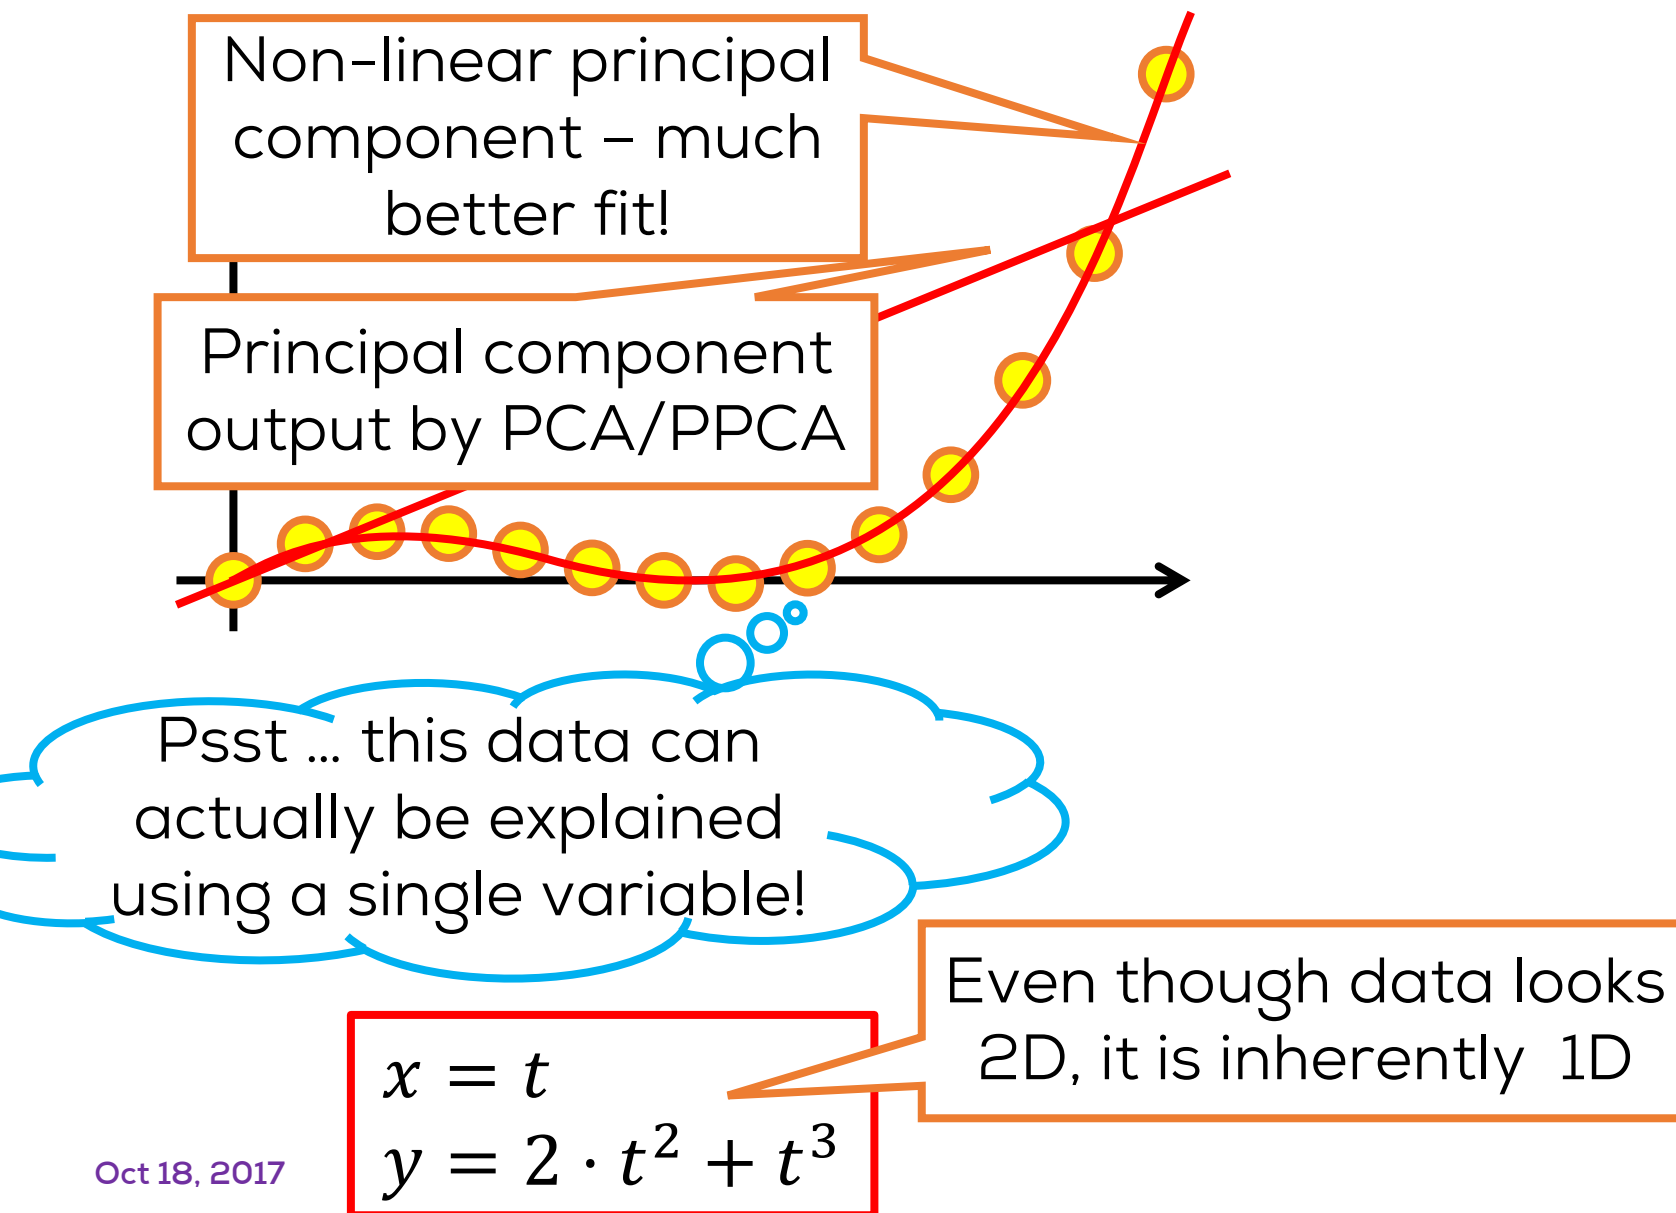 Non-linear principal
component – much
better fit!
Principal component
output by PCA/PPCA
Psst … this data can
actually be explained
using a single variable!
Even though data looks
2D, it is inherently 1D
x = t
y = 2 · t² + t³
Oct 18, 2017